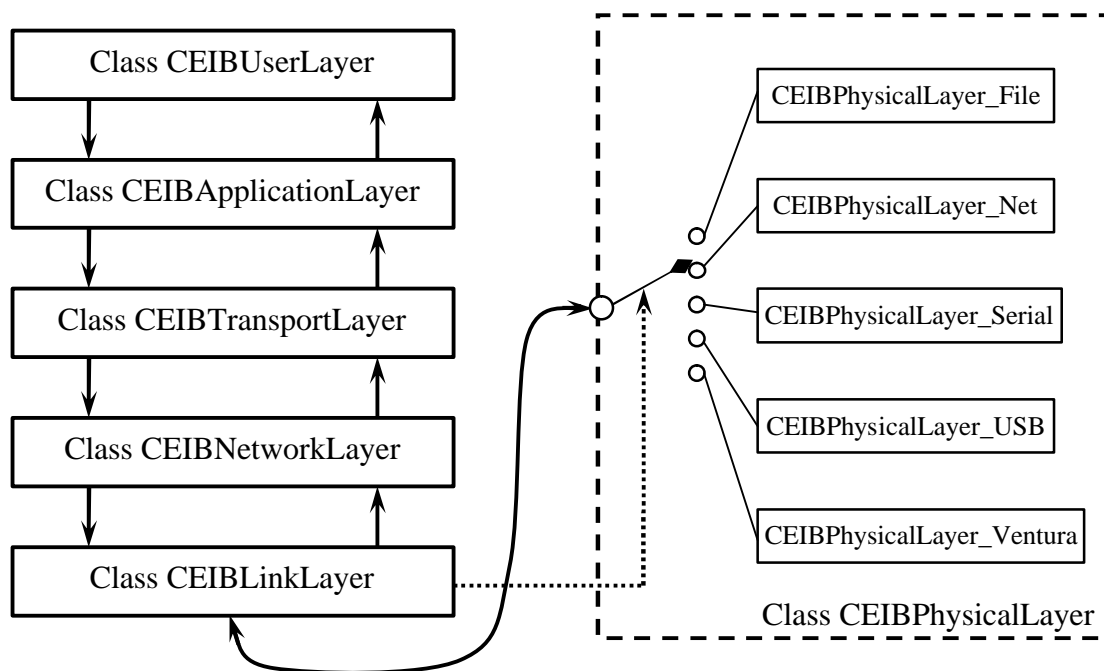 Class CEIBUserLayer
Class CEIBApplicationLayer
Class CEIBTransportLayer
Class CEIBNetworkLayer
Class CEIBLinkLayer
CEIBPhysicalLayer_File
CEIBPhysicalLayer_Net
CEIBPhysicalLayer_Serial
CEIBPhysicalLayer_USB
CEIBPhysicalLayer_Ventura
Class CEIBPhysicalLayer